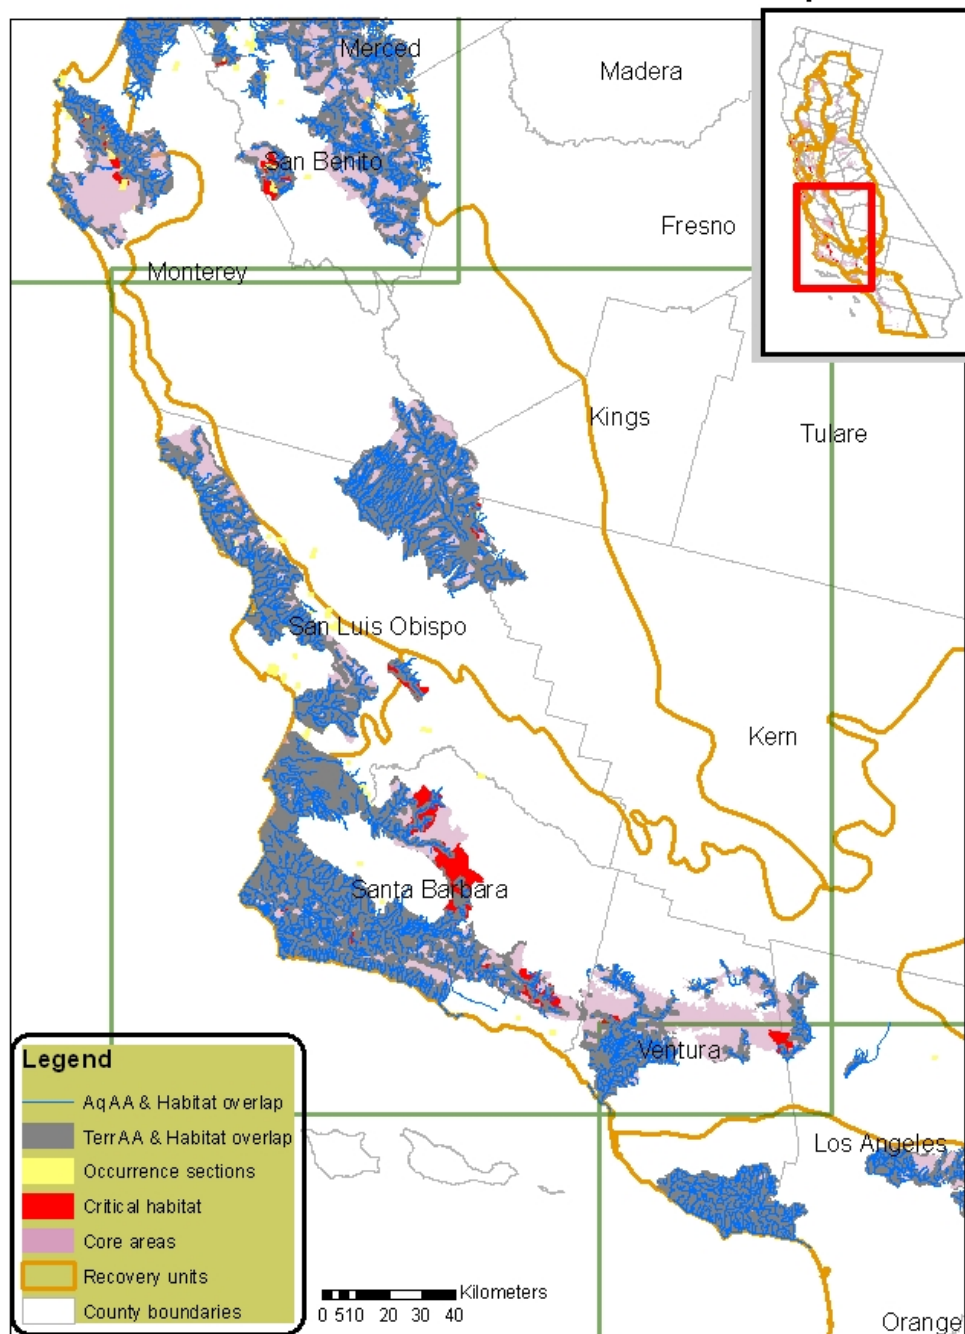 Merced
Madera
San Benito
Fresno
Monterey
Kings
Tulare
San Luis Obispo
Kern
Santa Barbara
Ventura
Los Angeles
Orange
Legend
AqAA & Habitat overlap
TerrAA & Habitat overlap
Occurrence sections
Critical habitat
Core areas
Recovery units
County boundaries
Kilometers
0 5 10 20 30 40